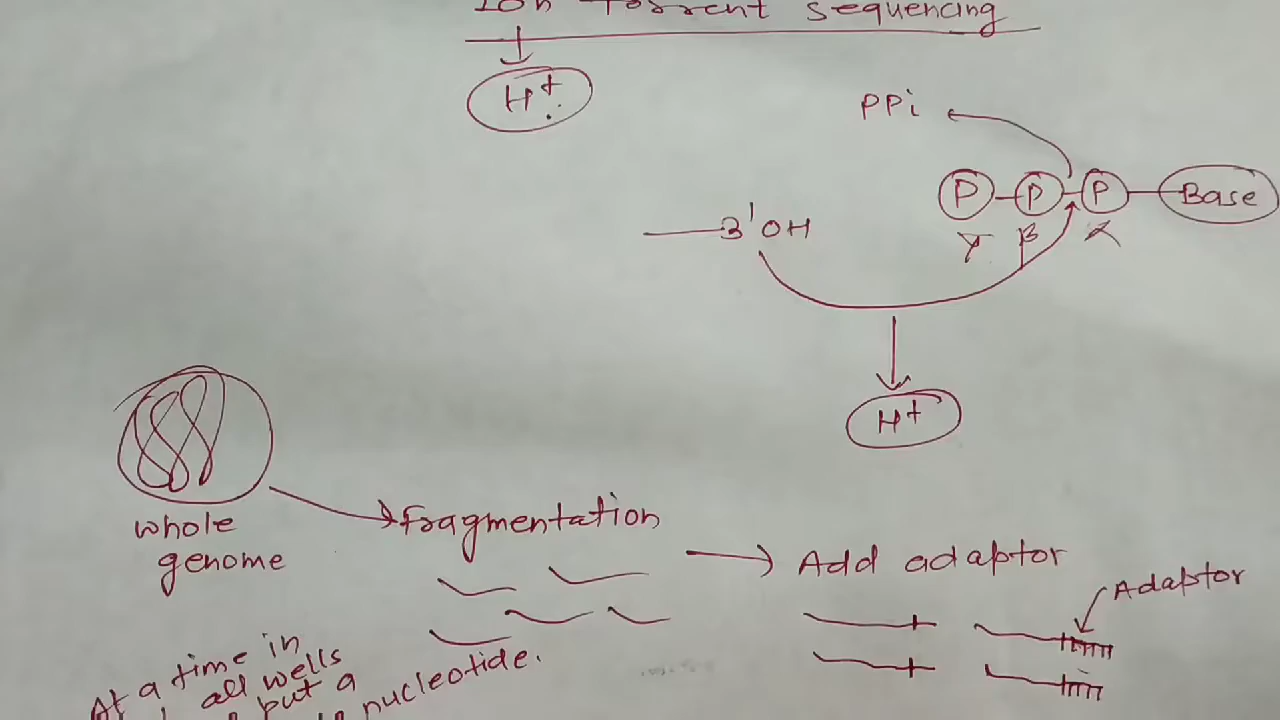 Ion Torrent Sequencing
H+
PPi
P P P Base
γ β α
3'OH
H+
whole
genome
Fragmentation
Add adaptor
Adaptor
At a time in
all wells
put a
nucleotide.